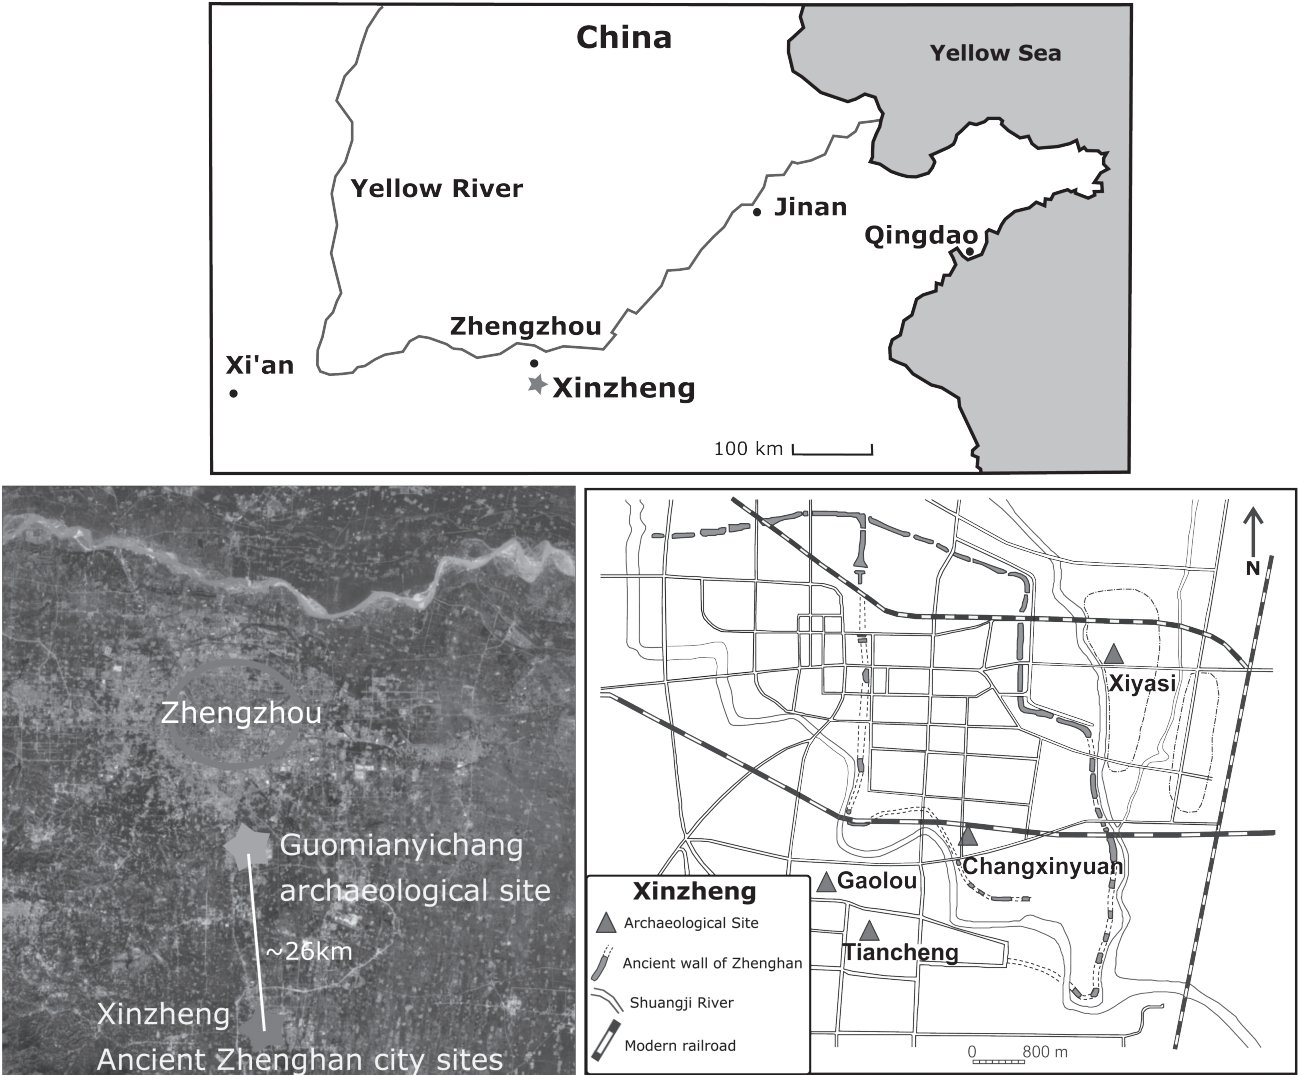 China
Yellow Sea
Yellow River
Jinan
Qingdao
Zhengzhou
Xi'an
Xinzheng
100 km
Zhengzhou
Guomianyichang
archaeological site
~26km
Xinzheng
Ancient Zhenghan city sites
N
Xiyasi
Changxinyuan
Gaolou
Tiancheng
Xinzheng
Archaeological Site
Ancient wall of Zhenghan
Shuangji River
Modern railroad
0 800 m